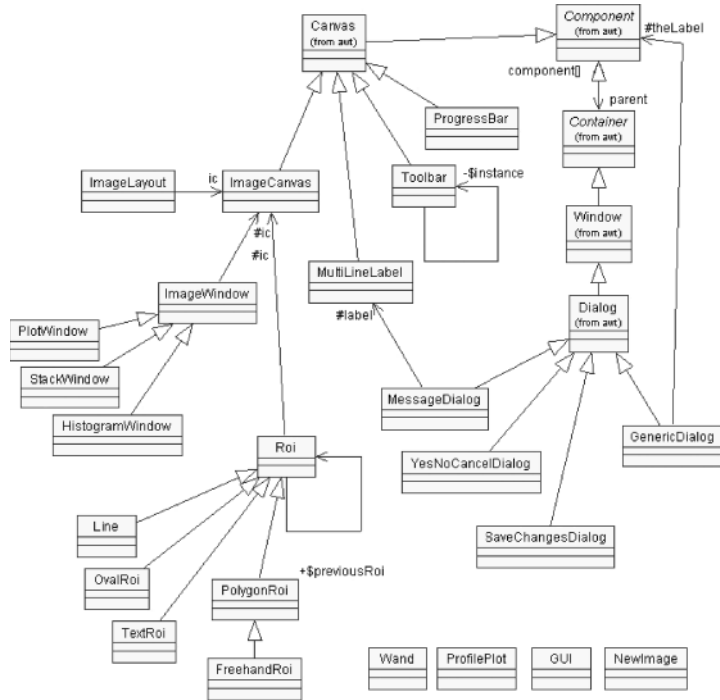 Canvas
(from awt)
Component
(from awt)
#theLabel
component[]
parent
Container
(from awt)
ProgressBar
ImageLayout
ic
ImageCanvas
Toolbar
-$instance
Window
(from awt)
#ic
#ic
MultiLineLabel
ImageWindow
#label
Dialog
(from awt)
PlotWindow
StackWindow
HistogramWindow
MessageDialog
GenericDialog
YesNoCancelDialog
Roi
SaveChangesDialog
Line
OvalRoi
+$previousRoi
PolygonRoi
TextRoi
FreehandRoi
Wand
ProfilePlot
GUI
NewImage